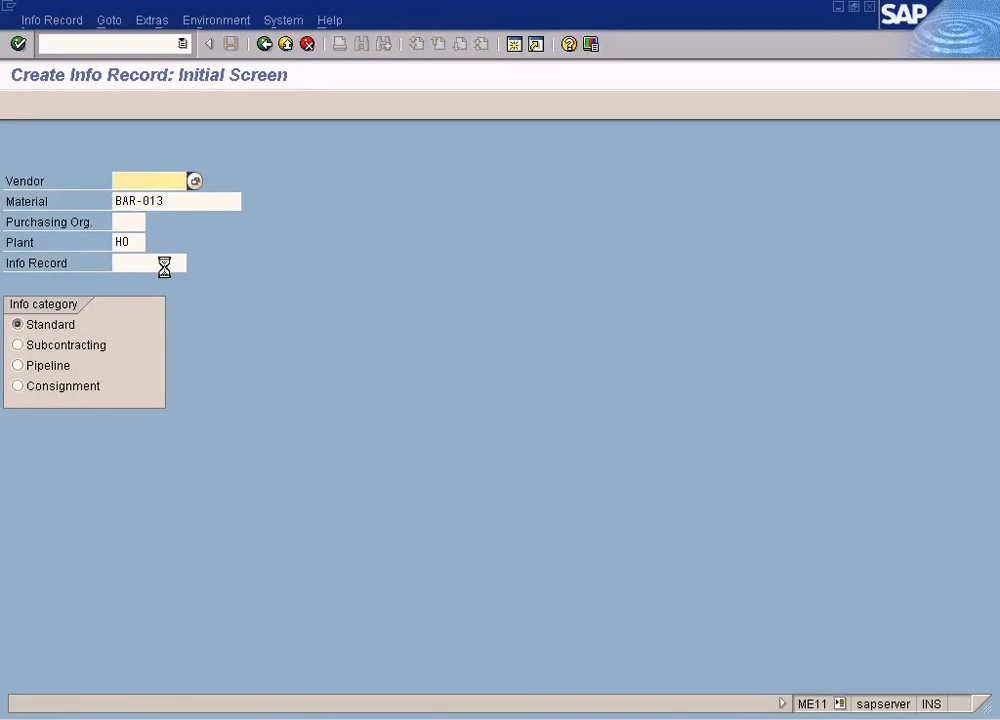 Info Record Goto Extras Environment System Help
SAP
Create Info Record: Initial Screen
Vendor
Material BAR-013
Purchasing Org.
Plant HO
Info Record
Info category
Standard
Subcontracting
Pipeline
Consignment
ME11 sapserver INS